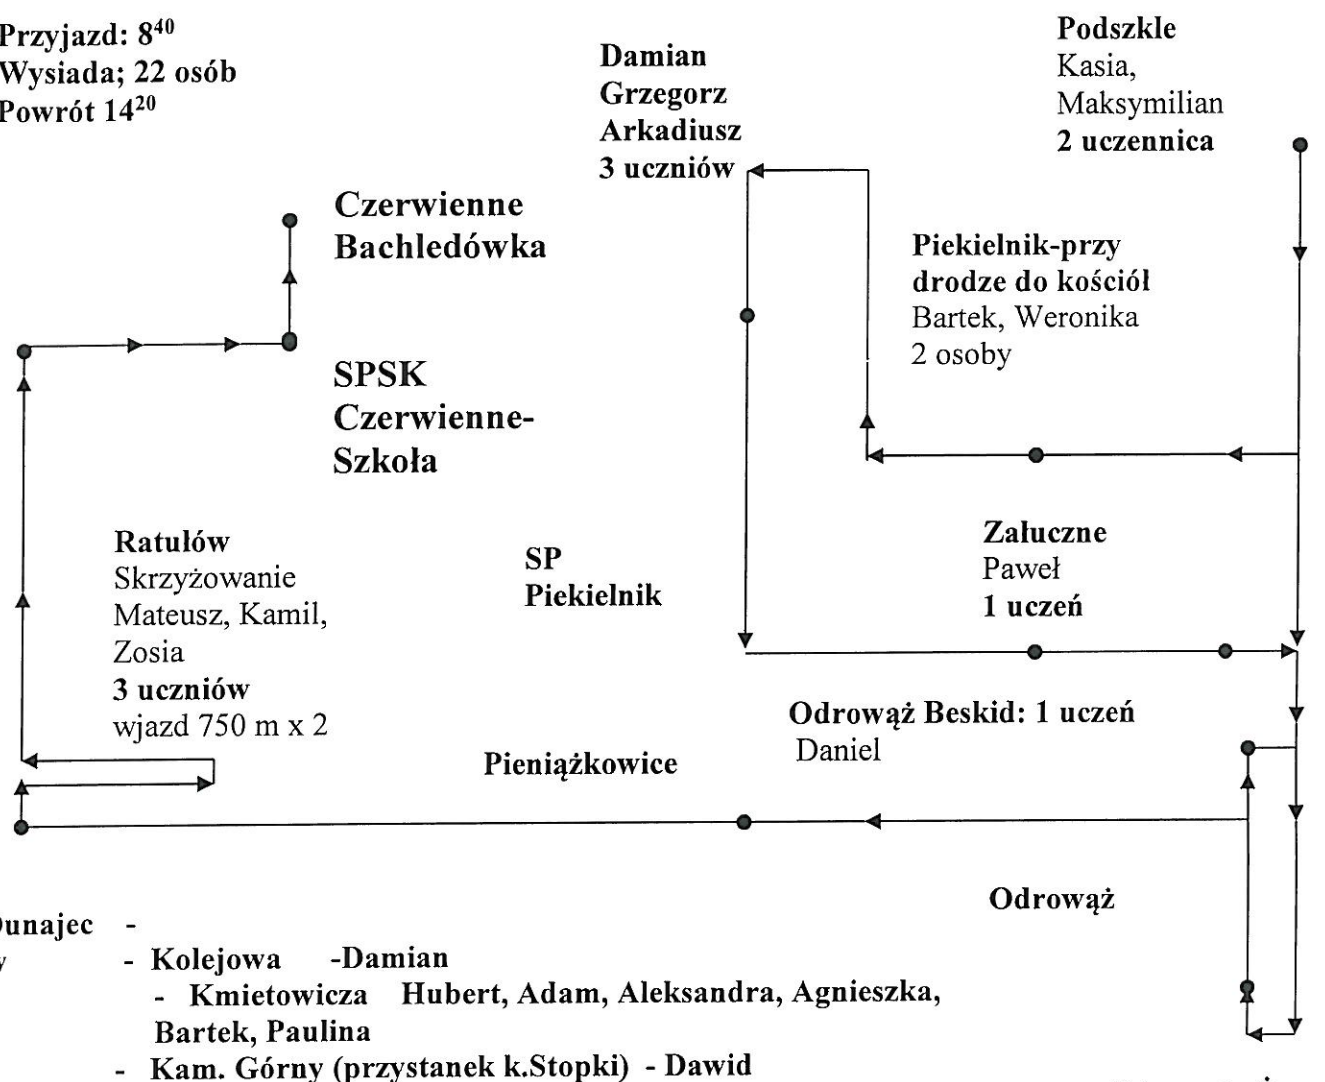 Przyjazd: 8⁴⁰
Wysiada; 22 osób
Powrót 14²⁰
Damian
Grzegorz
Arkadiusz
3 uczniów
Podszkle
Kasia,
Maksymilian
2 uczennica
Czerwienne
Bachledówka
Piekielnik-przy
drodze do kościół
Bartek, Weronika
2 osoby
SPSK
Czerwienne-
Szkoła
Ratułów
Skrzyżowanie
Mateusz, Kamil,
Zosia
3 uczniów
wjazd 750 m x 2
SP
Piekielnik
Załuczne
Paweł
1 uczeń
Odrowąż Beskid: 1 uczeń
Daniel
Pieniążkowice
Odrowąż
Dunajec -
- Kolejowa -Damian
- Kmietowicza Hubert, Adam, Aleksandra, Agnieszka,
Bartek, Paulina
- Kam. Górny (przystanek k.Stopki) - Dawid